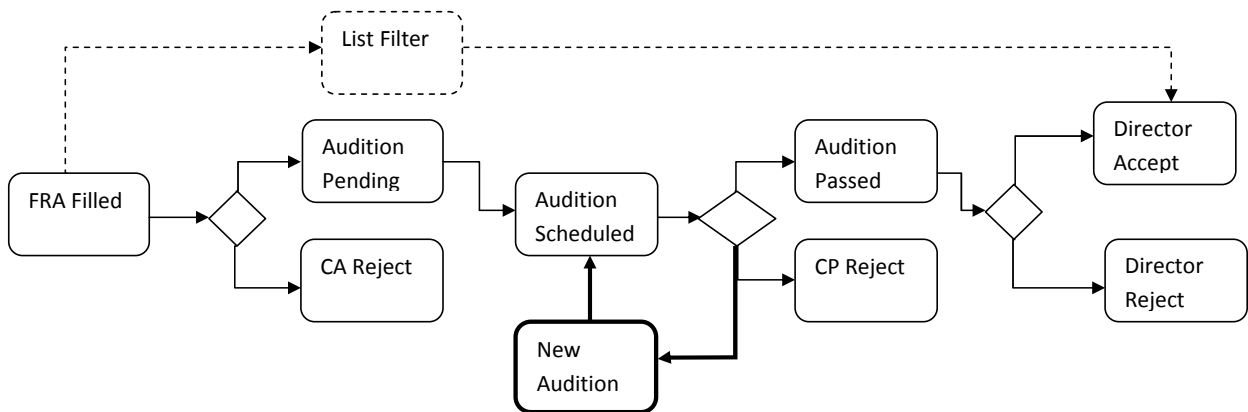 List Filter
FRA Filled
Audition
Pending
CA Reject
Audition
Scheduled
New
Audition
Audition
Passed
CP Reject
Director
Accept
Director
Reject